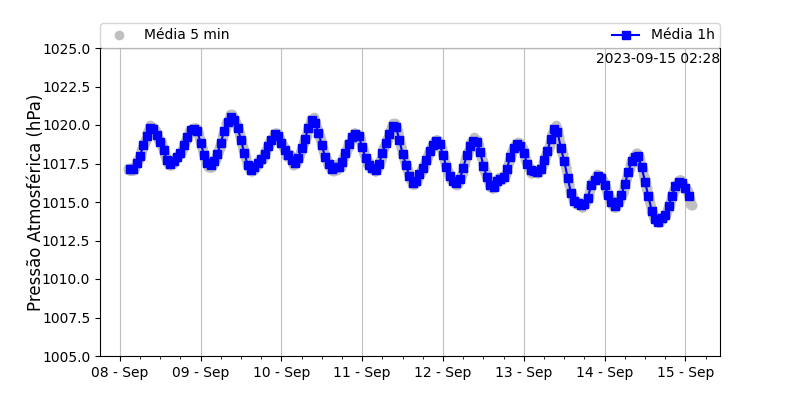 Média 5 min
Média 1h
2023-09-15 02:28
Pressão Atmosférica (hPa)
1025.0
1022.5
1020.0
1017.5
1015.0
1012.5
1010.0
1007.5
1005.0
08 - Sep
09 - Sep
10 - Sep
11 - Sep
12 - Sep
13 - Sep
14 - Sep
15 - Sep